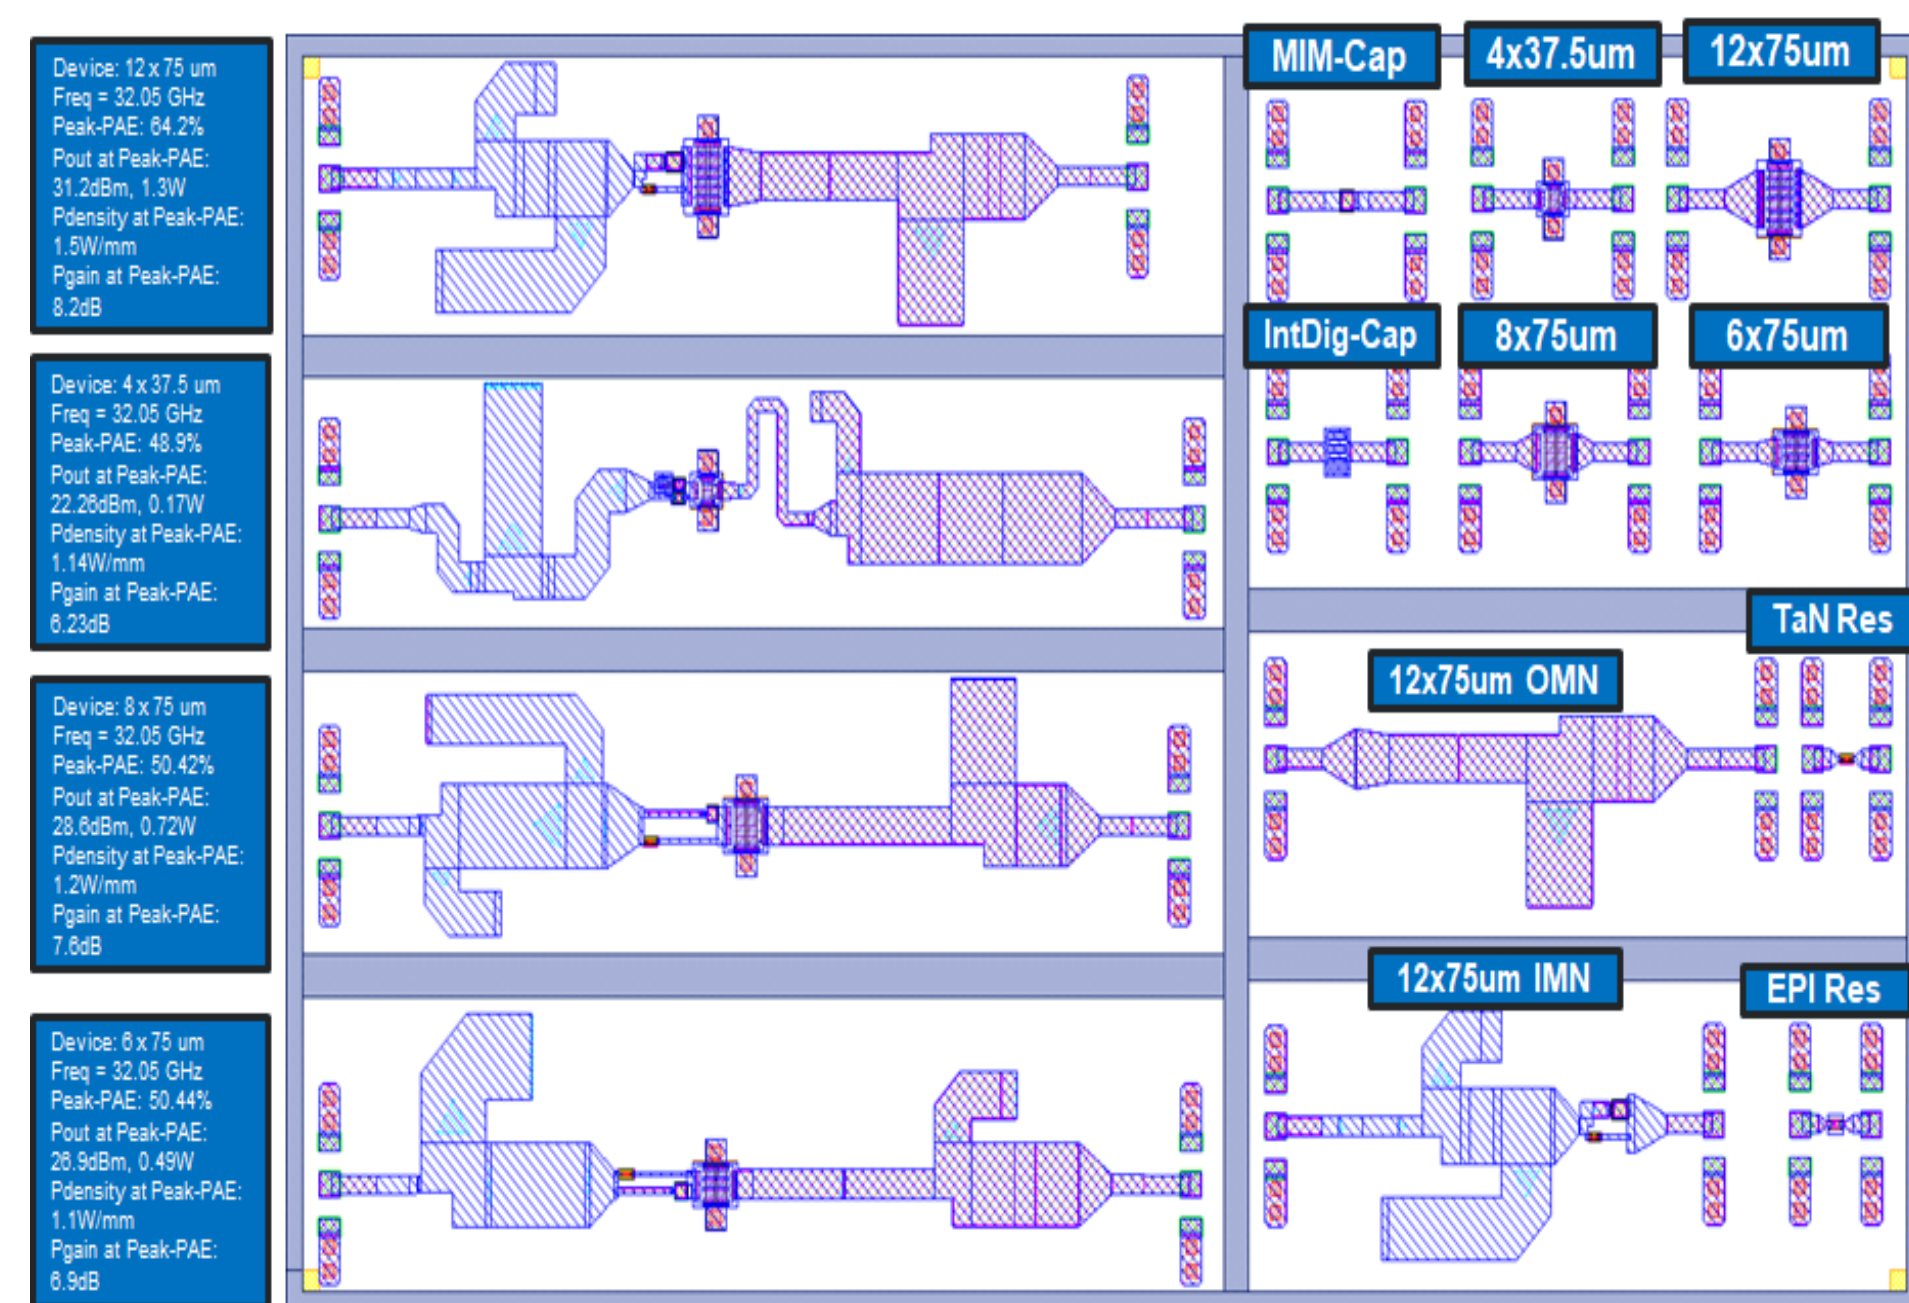 Device: 12 x 75 um
Freq = 32.05 GHz
Peak-PAE: 64.2%
Pout at Peak-PAE:
31.2dBm, 1.3W
Pdensity at Peak-PAE:
1.5W/mm
Pgain at Peak-PAE:
8.2dB
Device: 4 x 37.5 um
Freq = 32.05 GHz
Peak-PAE: 48.9%
Pout at Peak-PAE:
22.26dBm, 0.17W
Pdensity at Peak-PAE:
1.14W/mm
Pgain at Peak-PAE:
6.23dB
Device: 8 x 75 um
Freq = 32.05 GHz
Peak-PAE: 50.42%
Pout at Peak-PAE:
28.6dBm, 0.72W
Pdensity at Peak-PAE:
1.2W/mm
Pgain at Peak-PAE:
7.6dB
Device: 6 x 75 um
Freq = 32.05 GHz
Peak-PAE: 50.44%
Pout at Peak-PAE:
26.9dBm, 0.49W
Pdensity at Peak-PAE:
1.1W/mm
Pgain at Peak-PAE:
6.9dB
MIM-Cap
4x37.5um
12x75um
IntDig-Cap
8x75um
6x75um
TaN Res
12x75um OMN
12x75um IMN
EPI Res